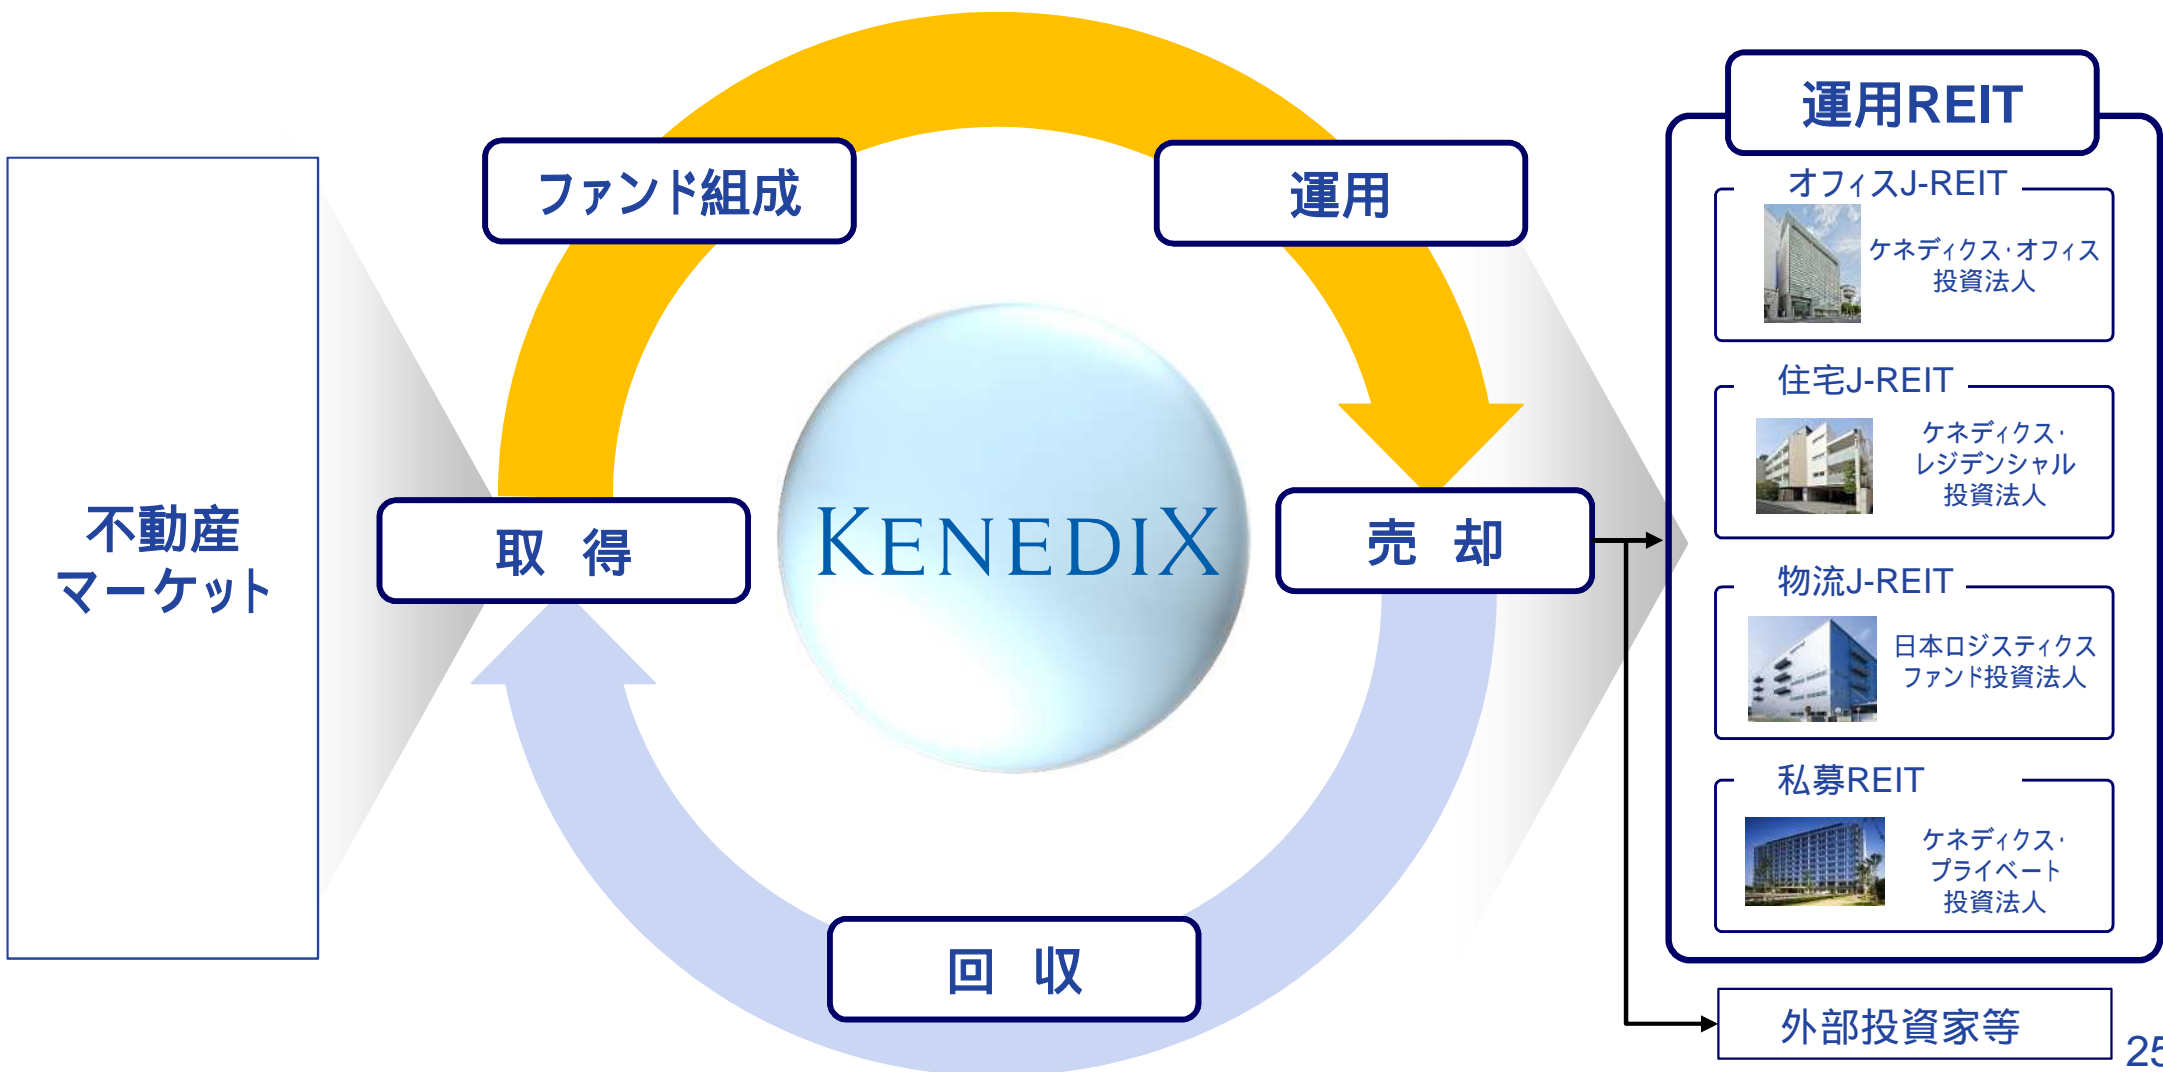 不動産
マーケット
ファンド組成
運用
取 得
KENEDIX
売 却
回 収
運用REIT
オフィスJ-REIT
ケネディクス・オフィス
投資法人
住宅J-REIT
ケネディクス・
レジデンシャル
投資法人
物流J-REIT
日本ロジスティクス
ファンド投資法人
私募REIT
ケネディクス・
プライベート
投資法人
外部投資家等
25